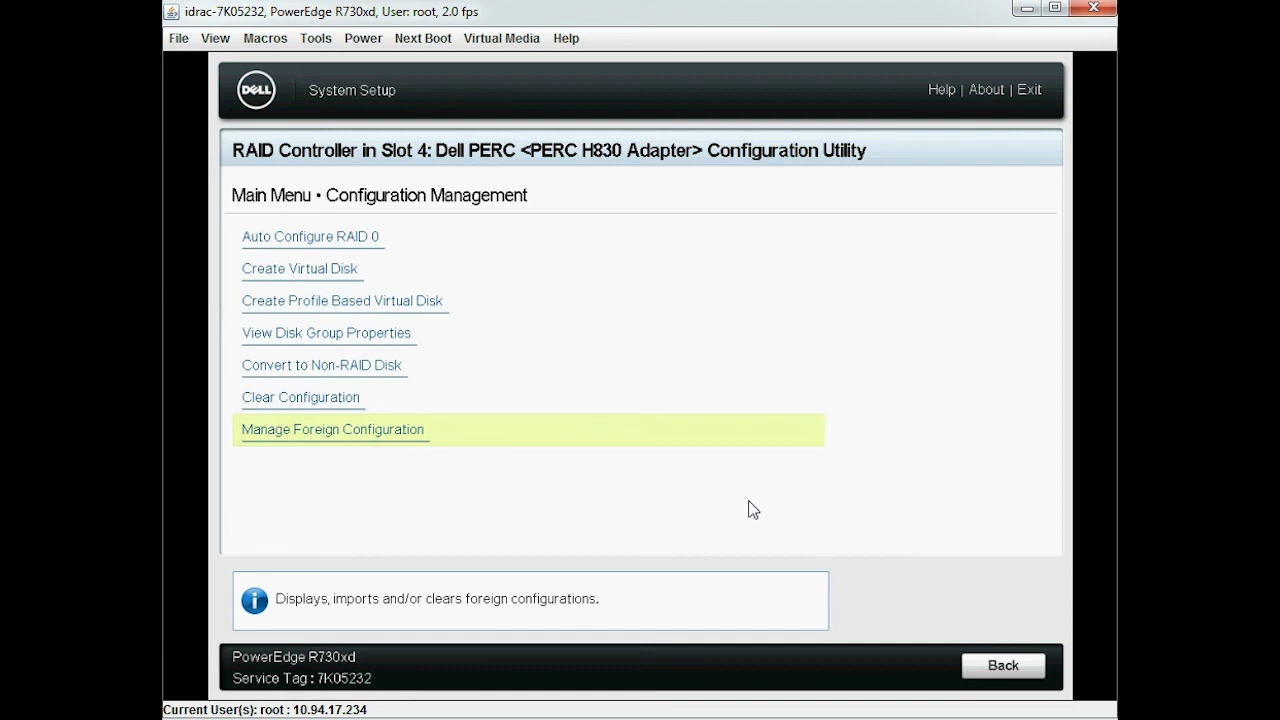 idrac-7K05232, PowerEdge R730xd, User: root, 2.0 fps
File View Macros Tools Power Next Boot Virtual Media Help
DELL System Setup Help | About | Exit
RAID Controller in Slot 4: Dell PERC <PERC H830 Adapter> Configuration Utility
Main Menu • Configuration Management
Auto Configure RAID 0
Create Virtual Disk
Create Profile Based Virtual Disk
View Disk Group Properties
Convert to Non-RAID Disk
Clear Configuration
Manage Foreign Configuration
Displays, imports and/or clears foreign configurations.
PowerEdge R730xd
Service Tag : 7K05232
Back
Current User(s): root : 10.94.17.234